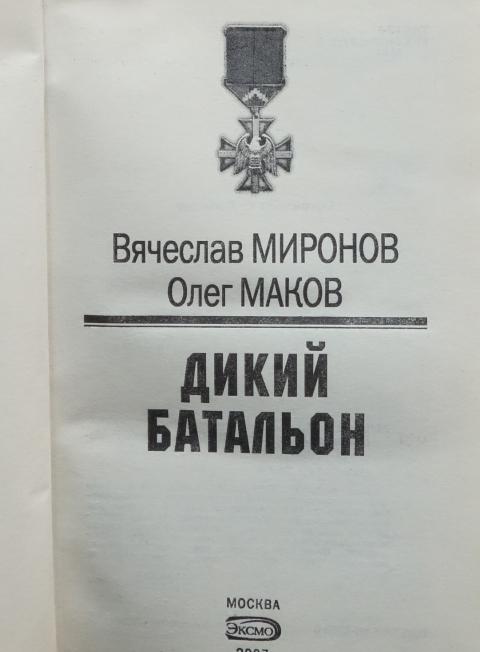 Вячеслав МИРОНОВ
Олег МАКОВ
ДИКИЙ
БАТАЛЬОН
МОСКВА
ЭКСМО